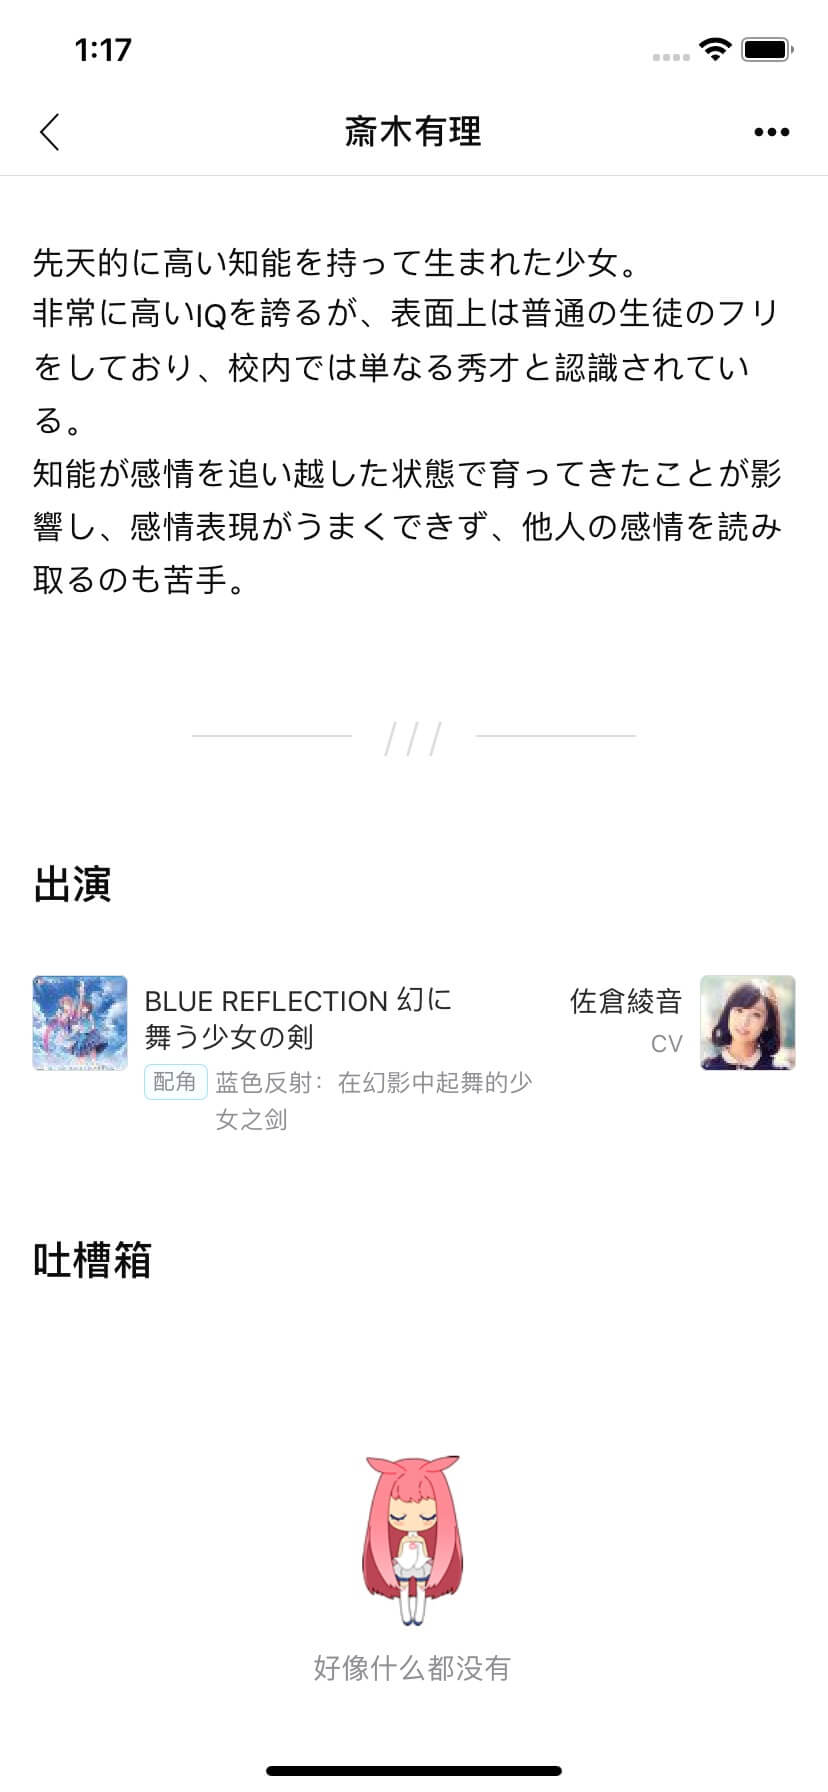 1:17
斎木有理
先天的に高い知能を持って生まれた少女。
非常に高いIQを誇るが、表面上は普通の生徒のフリ
をしており、校内では単なる秀才と認識されてい
る。
知能が感情を追い越した状態で育ってきたことが影
響し、感情表現がうまくできず、他人の感情を読み
取るのも苦手。
出演
BLUE REFLECTION 幻に
舞う少女の剣
配角 蓝色反射：在幻影中起舞的少
女之剑
佐倉綾音
CV
吐槽箱
好像什么都没有